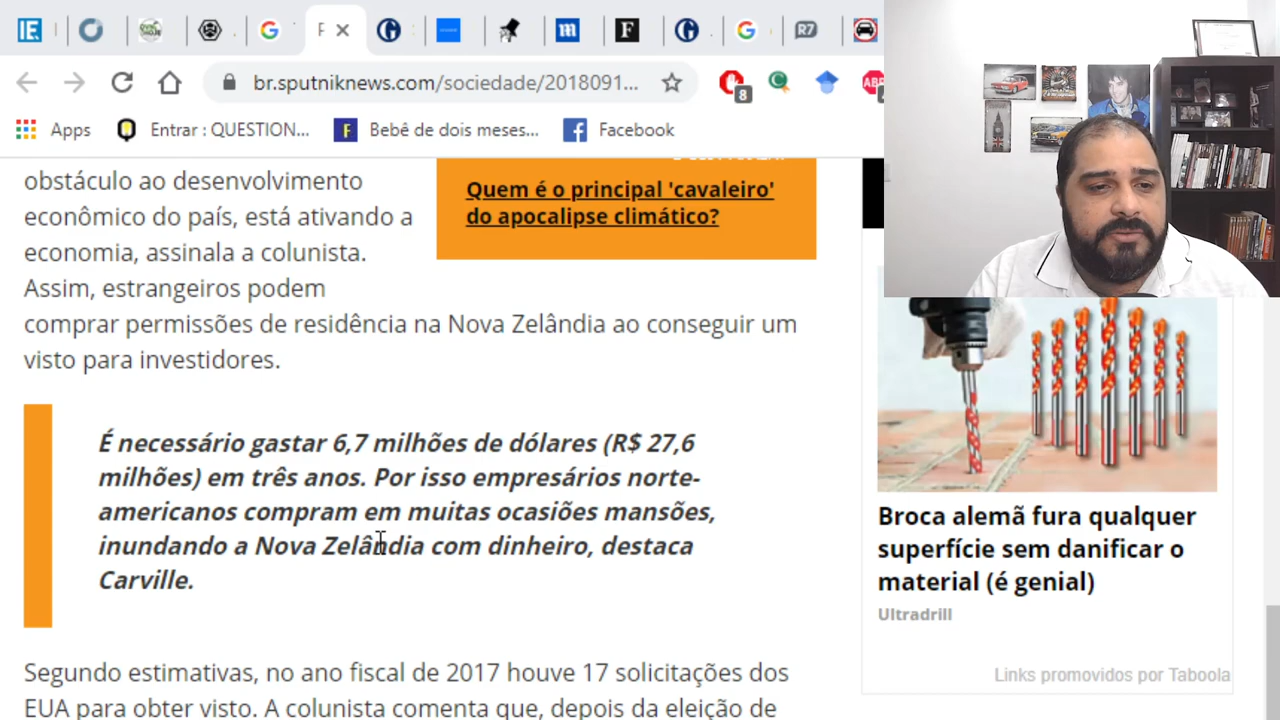 br.sputniknews.com/sociedade/2018091...
8
ABP
Apps
Entrar : QUESTION...
Bebê de dois meses...
Facebook
obstáculo ao desenvolvimento
econômico do país, está ativando a
economia, assinala a colunista.
Assim, estrangeiros podem
comprar permissões de residência na Nova Zelândia ao conseguir um
visto para investidores.
Quem é o principal 'cavaleiro'
do apocalipse climático?
É necessário gastar 6,7 milhões de dólares (R$ 27,6
milhões) em três anos. Por isso empresários norte-
americanos compram em muitas ocasiões mansões,
inundando a Nova Zelândia com dinheiro, destaca
Carville.
Segundo estimativas, no ano fiscal de 2017 houve 17 solicitações dos
EUA para obter visto. A colunista comenta que, depois da eleição de
Broca alemã fura qualquer
superfície sem danificar o
material (é genial)
Ultradrill
Links promovidos por Taboola